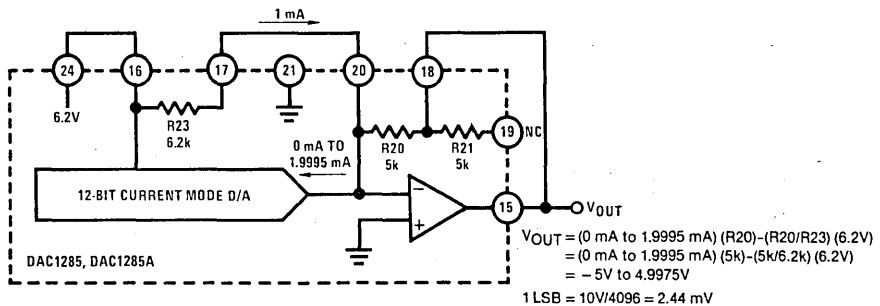 1 mA
24
16
17
21
20
18
6.2V
R23
6.2k
0 mA TO
1.9995 mA
R20
5k
R21
5k
19 NC
12-BIT CURRENT MODE D/A
−
+
15
VOUT
DAC1285, DAC1285A
VOUT = (0 mA to 1.9995 mA) (R20)–(R20/R23) (6.2V)
= (0 mA to 1.9995 mA) (5k)–(5k/6.2k) (6.2V)
= –5V to 4.9975V
1 LSB = 10V/4096 = 2.44 mV